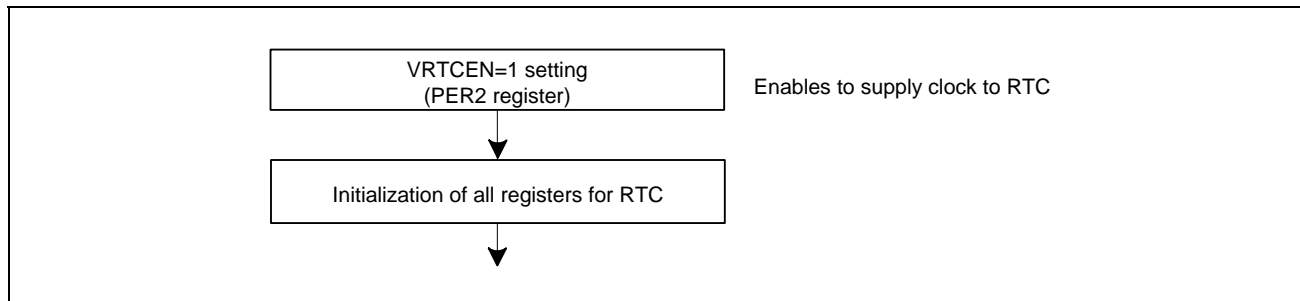 VRTCEN=1 setting
(PER2 register)
Enables to supply clock to RTC
Initialization of all registers for RTC